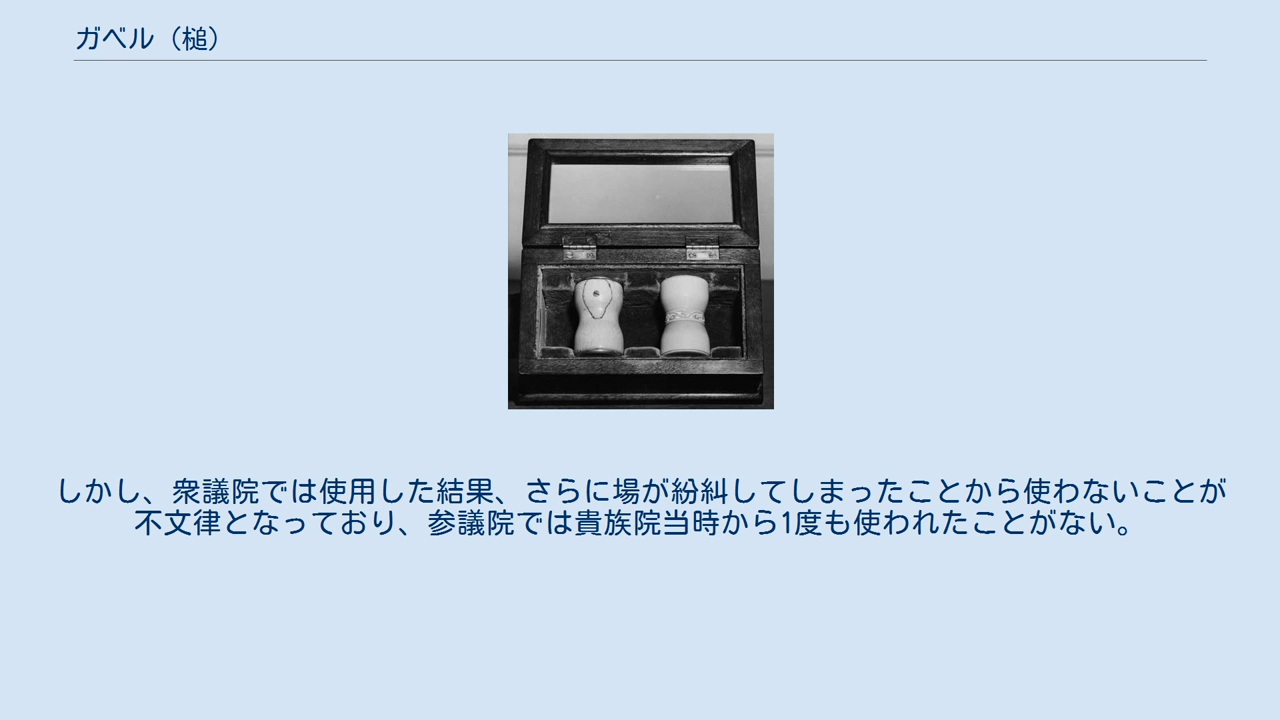 ガベル（槌）
しかし、衆議院では使用した結果、さらに場が紛糾してしまったことから使わないことが
不文律となっており、参議院では貴族院当時から1度も使われたことがない。